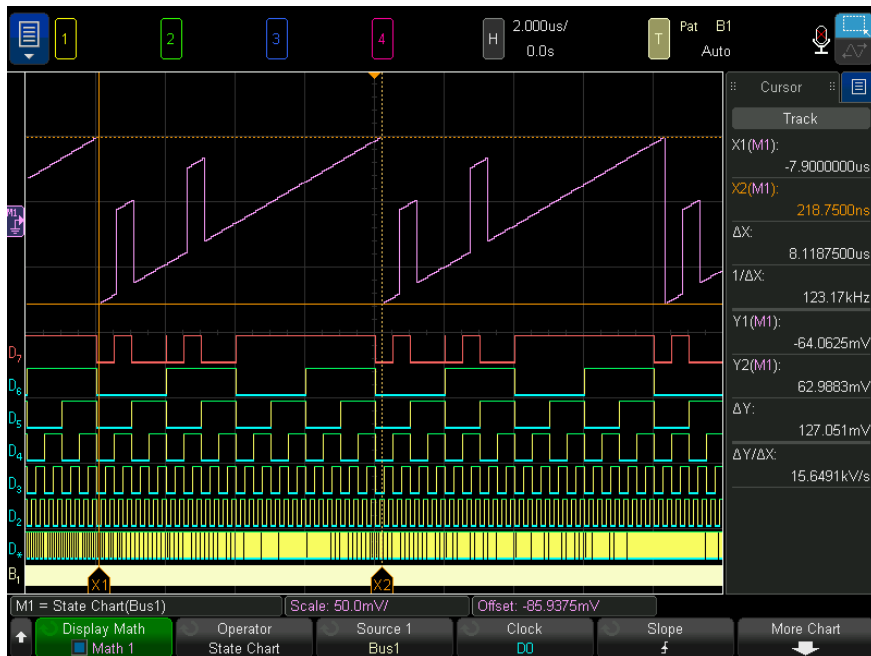 1 2 3 4 H 2.000us/ 0.0s T Pat B1 Auto
Cursor
Track
X1(M1):
-7.9000000us
X2(M1):
218.7500ns
ΔX:
8.1187500us
1/ΔX:
123.17kHz
Y1(M1):
-64.0625mV
Y2(M1):
62.9883mV
ΔY:
127.051mV
ΔY/ΔX:
15.6491kV/s
M1
D7
D6
D5
D4
D3
D2
D*
B1
X1 X2
M1 = State Chart(Bus1) Scale: 50.0mV/ Offset: -85.9375mV
Display Math Operator Source 1 Clock Slope More Chart
Math 1 State Chart Bus1 D0